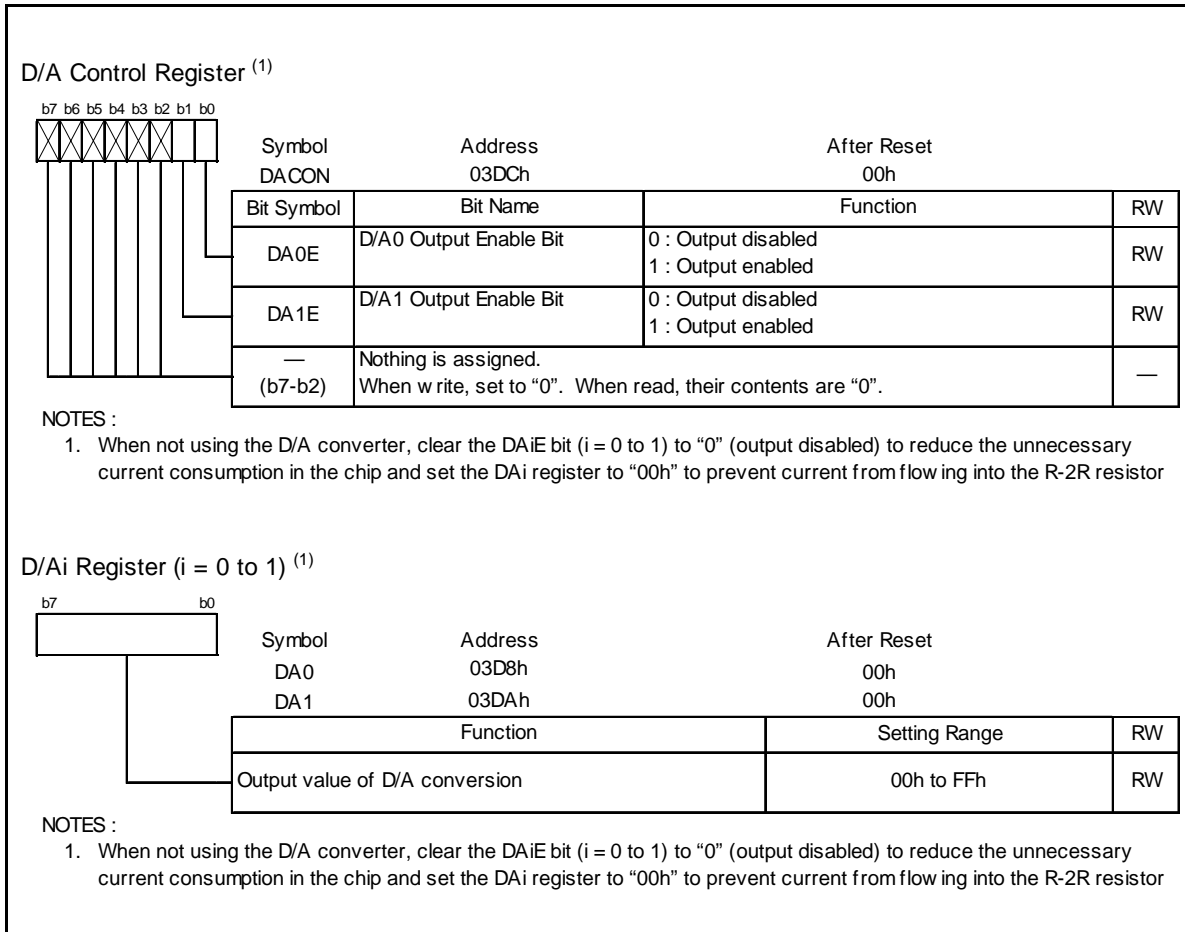 D/A Control Register (1)
b7 b6 b5 b4 b3 b2 b1 b0
Symbol Address After Reset
DACON 03DCh 00h
Bit Symbol Bit Name Function RW
DA0E D/A0 Output Enable Bit 0 : Output disabled
1 : Output enabled RW
DA1E D/A1 Output Enable Bit 0 : Output disabled
1 : Output enabled RW
— Nothing is assigned.
(b7-b2) When write, set to “0”. When read, their contents are “0”. —
NOTES :
1. When not using the D/A converter, clear the DAiE bit (i = 0 to 1) to “0” (output disabled) to reduce the unnecessary
current consumption in the chip and set the DAi register to “00h” to prevent current from flowing into the R-2R resistor
D/Ai Register (i = 0 to 1) (1)
b7 b0
Symbol Address After Reset
DA0 03D8h 00h
DA1 03DAh 00h
Function Setting Range RW
Output value of D/A conversion 00h to FFh RW
NOTES :
1. When not using the D/A converter, clear the DAiE bit (i = 0 to 1) to “0” (output disabled) to reduce the unnecessary
current consumption in the chip and set the DAi register to “00h” to prevent current from flowing into the R-2R resistor